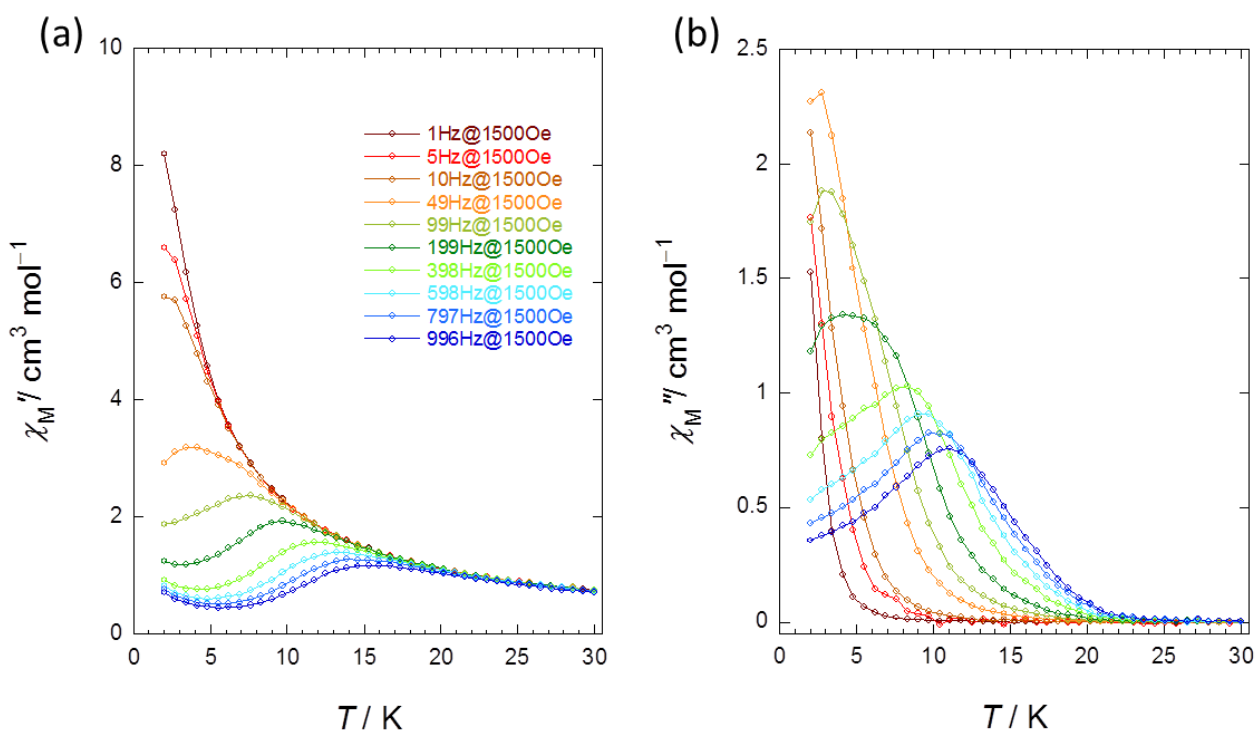 (a)
10
8
6
4
2
0
χM′/ cm³ mol⁻¹
1Hz@1500Oe
5Hz@1500Oe
10Hz@1500Oe
49Hz@1500Oe
99Hz@1500Oe
199Hz@1500Oe
398Hz@1500Oe
598Hz@1500Oe
797Hz@1500Oe
996Hz@1500Oe
0 5 10 15 20 25 30
T / K
(b)
2.5
2
1.5
1
0.5
0
χM″/ cm³ mol⁻¹
0 5 10 15 20 25 30
T / K